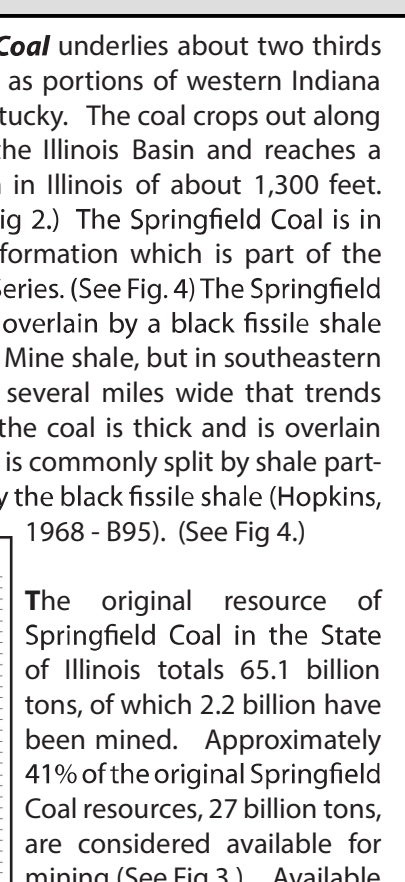 Coal underlies about two thirds
as portions of western Indiana
tucky. The coal crops out along
the Illinois Basin and reaches a
in Illinois of about 1,300 feet.
ig 2.) The Springfield Coal is in
formation which is part of the
Series. (See Fig. 4) The Springfield
overlain by a black fissile shale
Mine shale, but in southeastern
several miles wide that trends
the coal is thick and is overlain
is commonly split by shale part-
y the black fissile shale (Hopkins,
1968 - B95). (See Fig 4.)
The original resource of
Springfield Coal in the State
of Illinois totals 65.1 billion
tons, of which 2.2 billion have
been mined. Approximately
41% of the original Springfield
Coal resources, 27 billion tons,
are considered available for
mining (See Fig 3.) Available